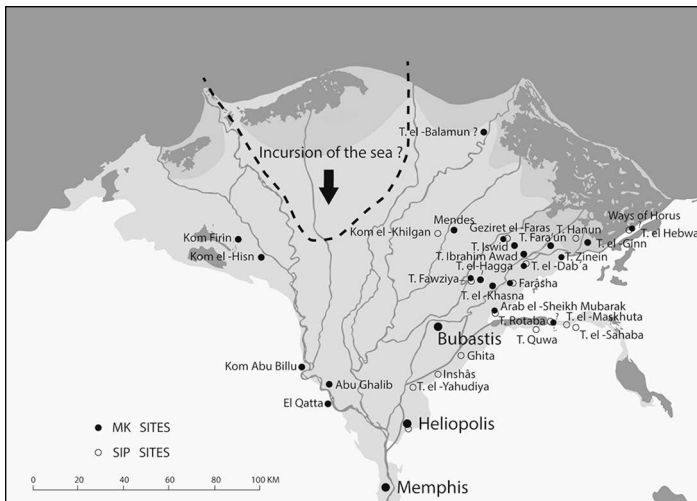 T. el -Balamun ?
Incursion of the sea ?
Ways of Horus
Mendes
Geziret el -Faras
T. Hanun
Kom el -Khilgan
T. Fara'un
T. el Hebwa
Kom Firin
T. Iswid
T. el -Ginn
T. Ibrahim Awad
T. Zinein
Kom el -Hisn
T. el-Hagga
T. el -Dab´a
T. Fawziya
Farâsha
T. el -Khasna
Arab el -Sheikh Mubarak
T. Rotaba
?
T. el -Maskhuta
Bubastis
T. Quwa
T. el -Sahaba
Ghita
Kom Abu Billu
Inshâs
Abu Ghalib
T. el -Yahudiya
El Qatta
Heliopolis
MK SITES
SIP SITES
0 20 40 60 80 100 KM
Memphis